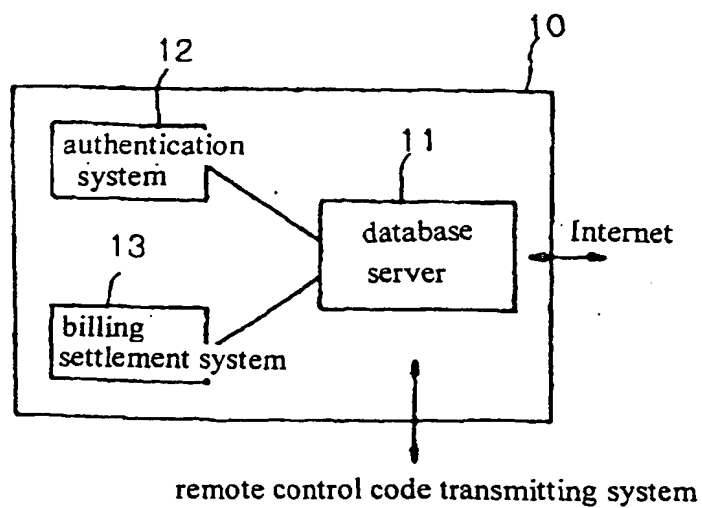 10
12
authentication
system
11
database
server
Internet
13
billing
settlement system
remote control code transmitting system